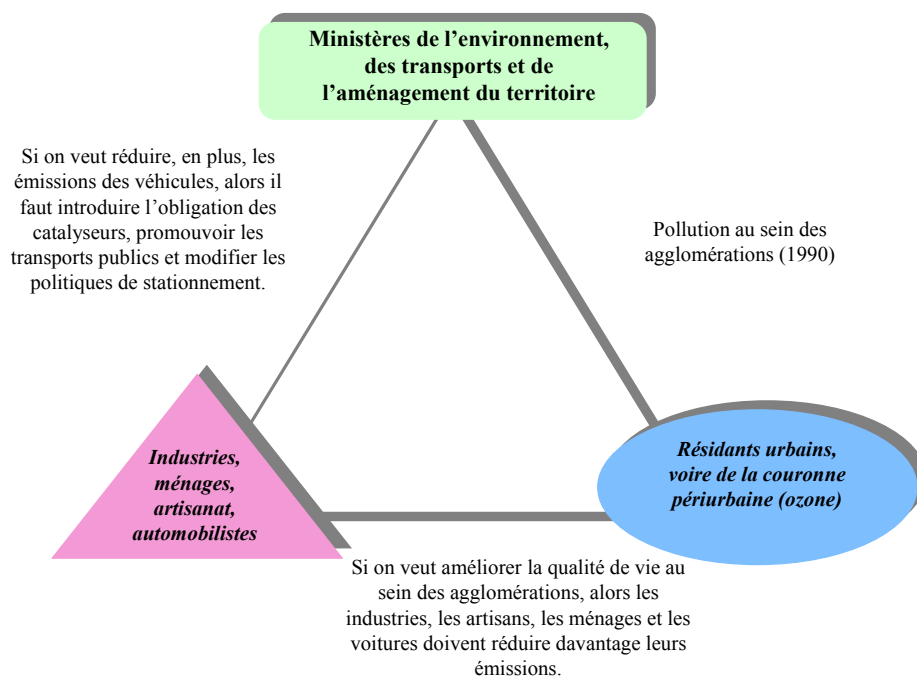 Ministères de l’environnement,
des transports et de
l’aménagement du territoire
Si on veut réduire, en plus, les
émissions des véhicules, alors il
faut introduire l’obligation des
catalyseurs, promouvoir les
transports publics et modifier les
politiques de stationnement.
Pollution au sein des
agglomérations (1990)
Industries,
ménages,
artisanat,
automobilistes
Résidants urbains,
voire de la couronne
périurbaine (ozone)
Si on veut améliorer la qualité de vie au
sein des agglomérations, alors les
industries, les artisans, les ménages et les
voitures doivent réduire davantage leurs
émissions.